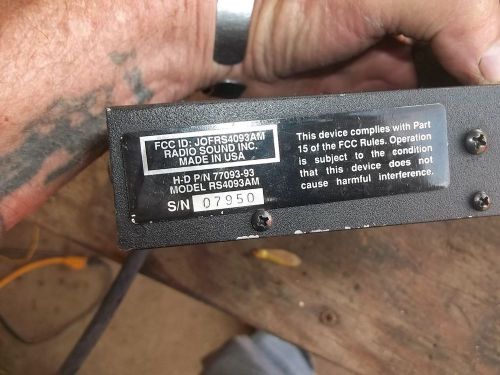 FCC ID: JOFRS4093AM
RADIO SOUND INC.
MADE IN USA
H-D P/N 77093-93
MODEL RS4093AM
S/N 07950
This device complies with Part
15 of the FCC Rules. Operation
is subject to the condition
that this device does not
cause harmful interference.